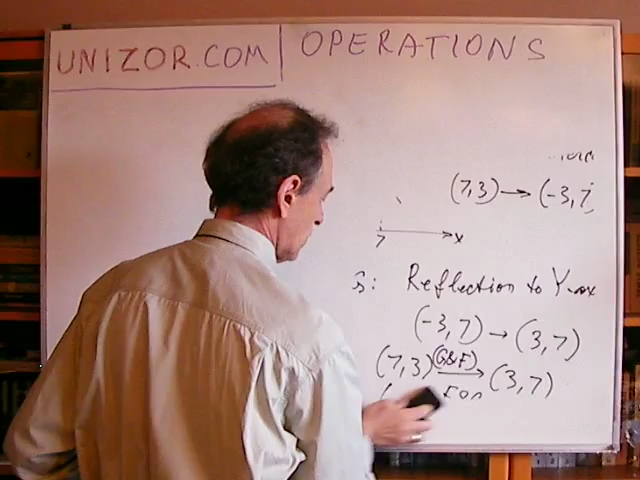 UNIZOR.COM
OPERATIONS
(7,3) → (-3,7
x
: Reflection to Y-ax
(-3,7) → (3,7)
(7,3) (G&F) → (3,7)